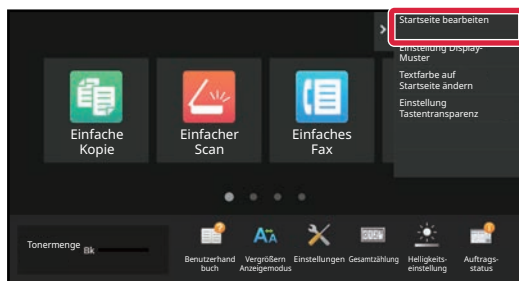 Startseite bearbeiten
Einstellung Display-
Muster
Textfarbe auf
Startseite ändern
Einstellung
Tastentransparenz
Einfache
Kopie
Einfacher
Scan
Einfaches
Fax
Tonermenge
Bk
Benutzerhand
buch
Vergrößern
Anzeigemodus
Einstellungen
Gesamtzählung
Helligkeits-
einstellung
Auftrags-
status